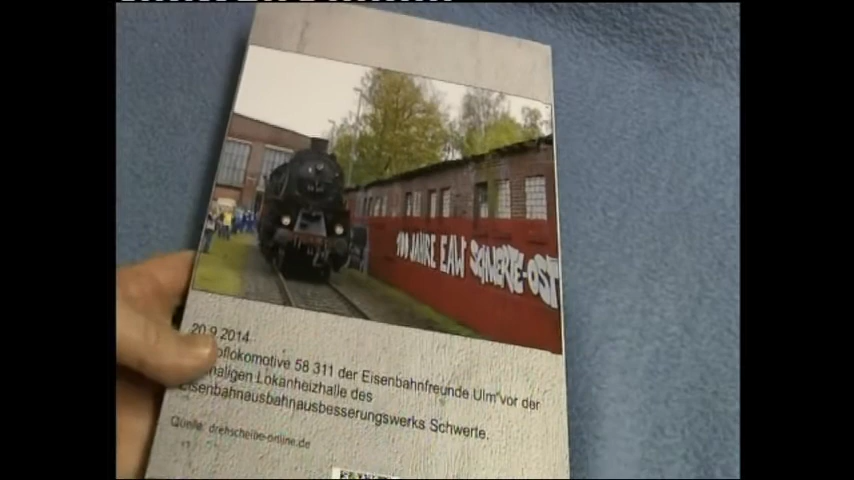 100 JAHRE EAW SCHWERTE-OST
20.9.2014
58 311 der Eisenbahnfreunde Ulm"vor der
Lokanheizhalle des
Eisenbahnausbahnausbesserungswerks Schwerte.
Quelle: drehscheibe-online.de